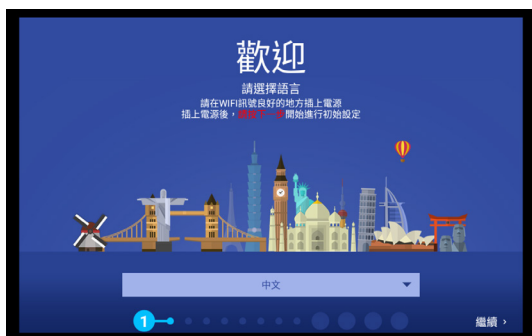 歡迎
請選擇語言
請在WIFI訊號良好的地方插上電源
插上電源後，開始進行初始設定
中文
1
繼續 ›